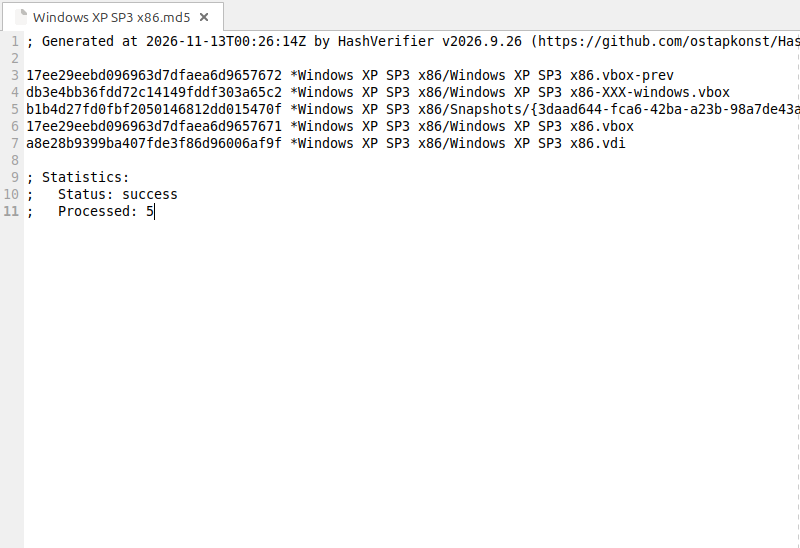 Windows XP SP3 x86.md5
1 ; Generated at 2026-11-13T00:26:14Z by HashVerifier v2026.9.26 (https://github.com/ostapkonst/Has
2
3 17ee29eebd096963d7dfaea6d9657672 *Windows XP SP3 x86/Windows XP SP3 x86.vbox-prev
4 db3e4bb36fdd72c14149fddf303a65c2 *Windows XP SP3 x86/Windows XP SP3 x86-XXX-windows.vbox
5 b1b4d27fd0fbf2050146812dd015470f *Windows XP SP3 x86/Snapshots/{3daad644-fca6-42ba-a23b-98a7de43a
6 17ee29eebd096963d7dfaea6d9657671 *Windows XP SP3 x86/Windows XP SP3 x86.vbox
7 a8e28b9399ba407fde3f86d96006af9f *Windows XP SP3 x86/Windows XP SP3 x86.vdi
8
9 ; Statistics:
10 ;   Status: success
11 ;   Processed: 5